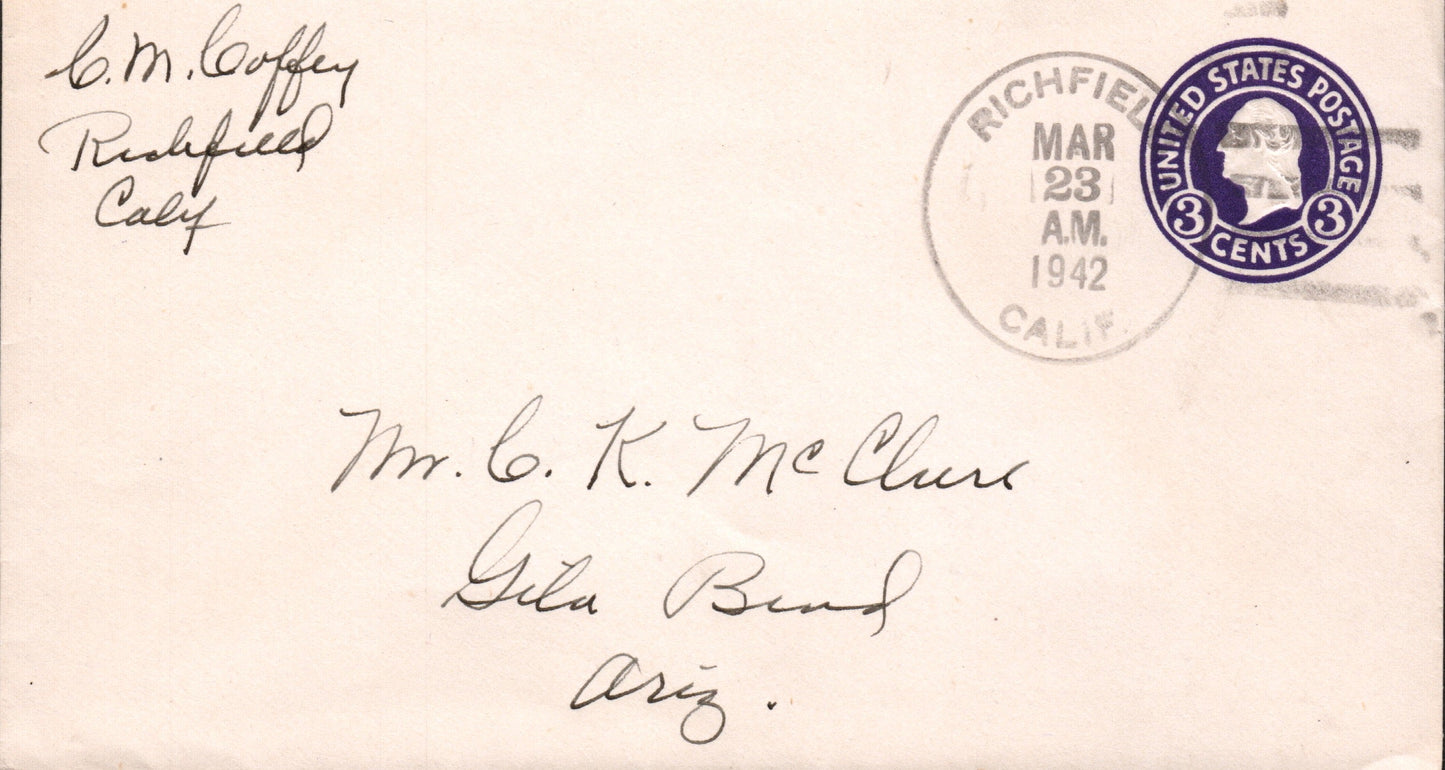 C. M. Coffey
Richfield
Calif
RICHFIELD
MAR
23
A.M.
1942
CALIF.
UNITED STATES POSTAGE
3 CENTS 3
Mr. C. K. McClure
Gila Bend
Ariz.